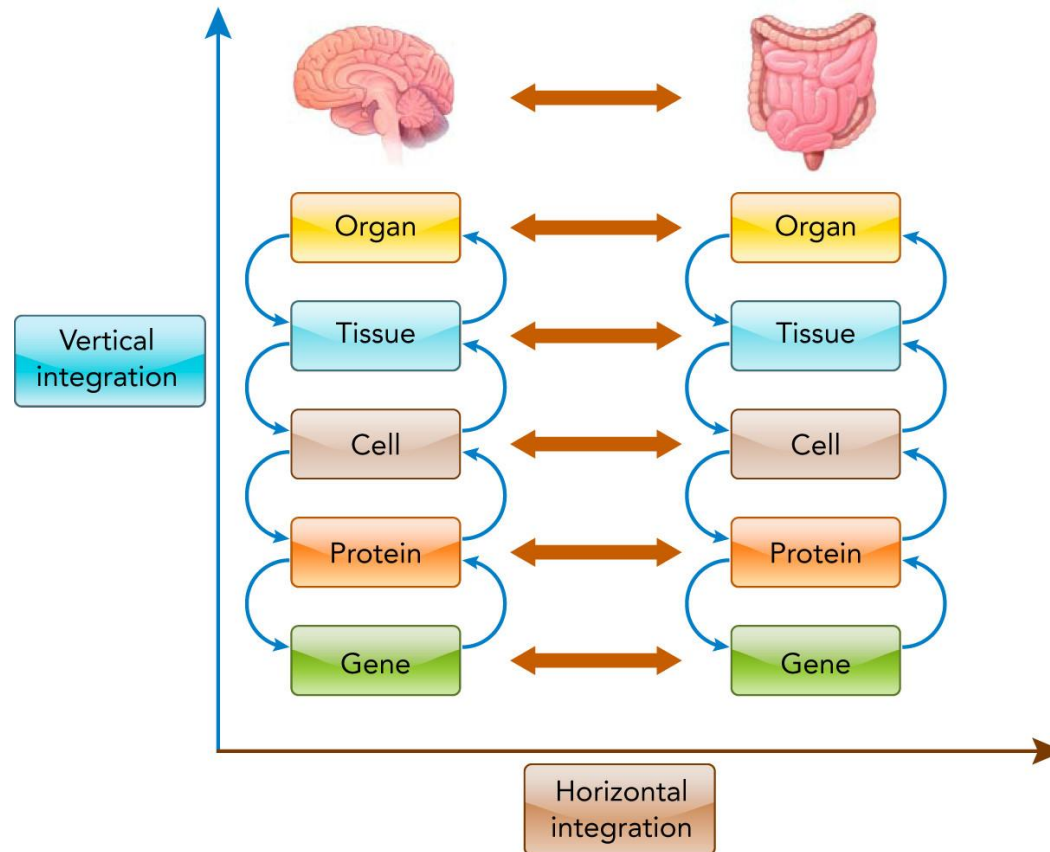 Organ
Organ
Tissue
Tissue
Vertical
integration
Cell
Cell
Protein
Protein
Gene
Gene
Horizontal
integration